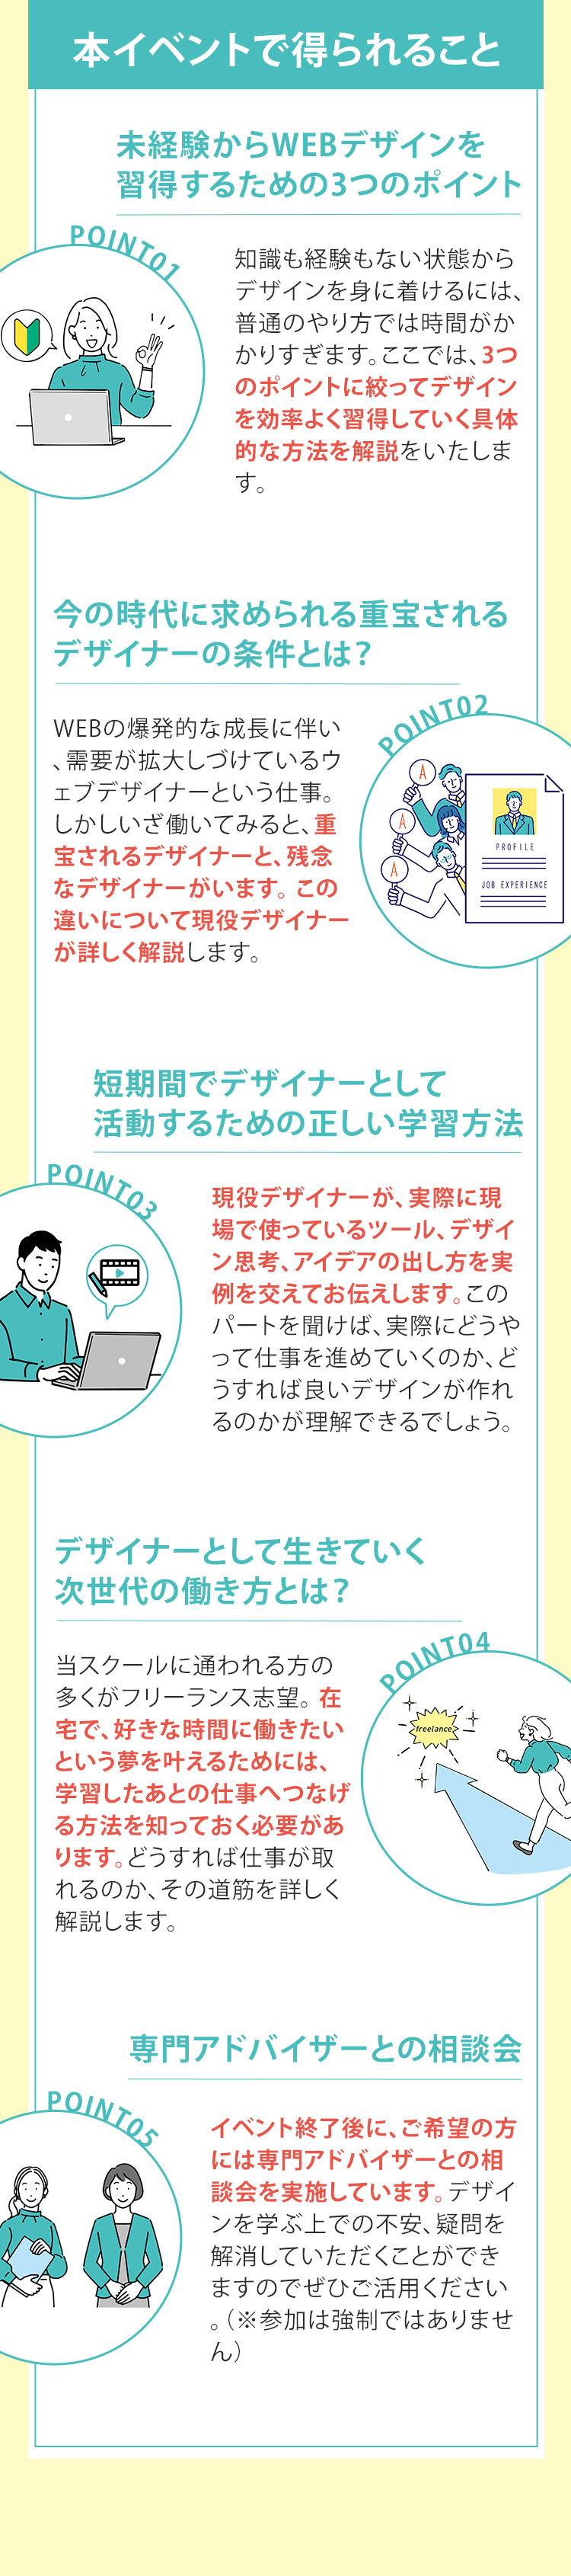 本イベントで得られること
未経験からWEBデザインを
習得するための3つのポイント
POINT01
知識も経験もない状態から
デザインを身に着けるには、
普通のやり方では時間がか
かりすぎます。ここでは、3つ
のポイントに絞ってデザイン
を効率よく習得していく具体
的な方法を解説をいたしま
す。
今の時代に求められる重宝される
デザイナーの条件とは？
POINT02
WEBの爆発的な成長に伴い
、需要が拡大しづけているウ
ェブデザイナーという仕事。
しかしいざ働いてみると、重
宝されるデザイナーと、残念
なデザイナーがいます。この
違いについて現役デザイナー
が詳しく解説します。
A
A
A
PROFILE
JOB EXPERIENCE
短期間でデザイナーとして
活動するための正しい学習方法
POINT03
現役デザイナーが、実際に現
場で使っているツール、デザイ
ン思考、アイデアの出し方を実
例を交えてお伝えします。この
パートを聞けば、実際にどうや
って仕事を進めていくのか、ど
うすれば良いデザインが作れ
るのかが理解できるでしょう。
デザイナーとして生きていく
次世代の働き方とは？
POINT04
当スクールに通われる方の
多くがフリーランス志望。在
宅で、好きな時間に働きたい
という夢を叶えるためには、
学習したあとの仕事へつなげ
る方法を知っておく必要があ
ります。どうすれば仕事が取
れるのか、その道筋を詳しく
解説します。
freelance
専門アドバイザーとの相談会
POINT05
イベント終了後に、ご希望の方
には専門アドバイザーとの相
談会を実施しています。デザイ
ンを学ぶ上での不安、疑問を
解消していただくことができ
ますのでぜひご活用ください
。（※参加は強制ではありませ
ん）